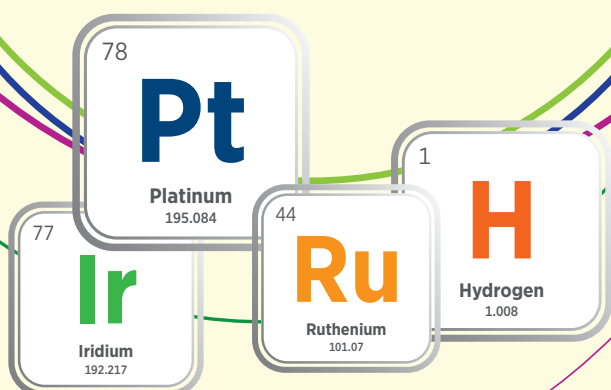 78
Pt
Platinum
195.084
1
H
Hydrogen
1.008
77
Ir
Iridium
192.217
44
Ru
Ruthenium
101.07